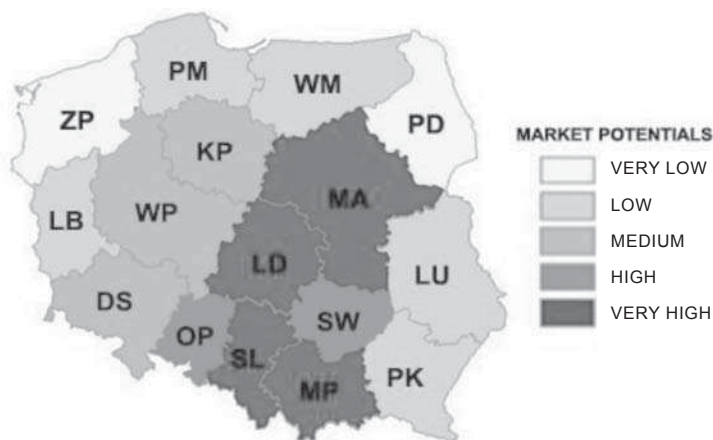 PM
WM
ZP
PD
KP
MARKET POTENTIALS
VERY LOW
LOW
MEDIUM
HIGH
VERY HIGH
MA
LB
WP
LD
LU
DS
OP
SW
SL
MP
PK